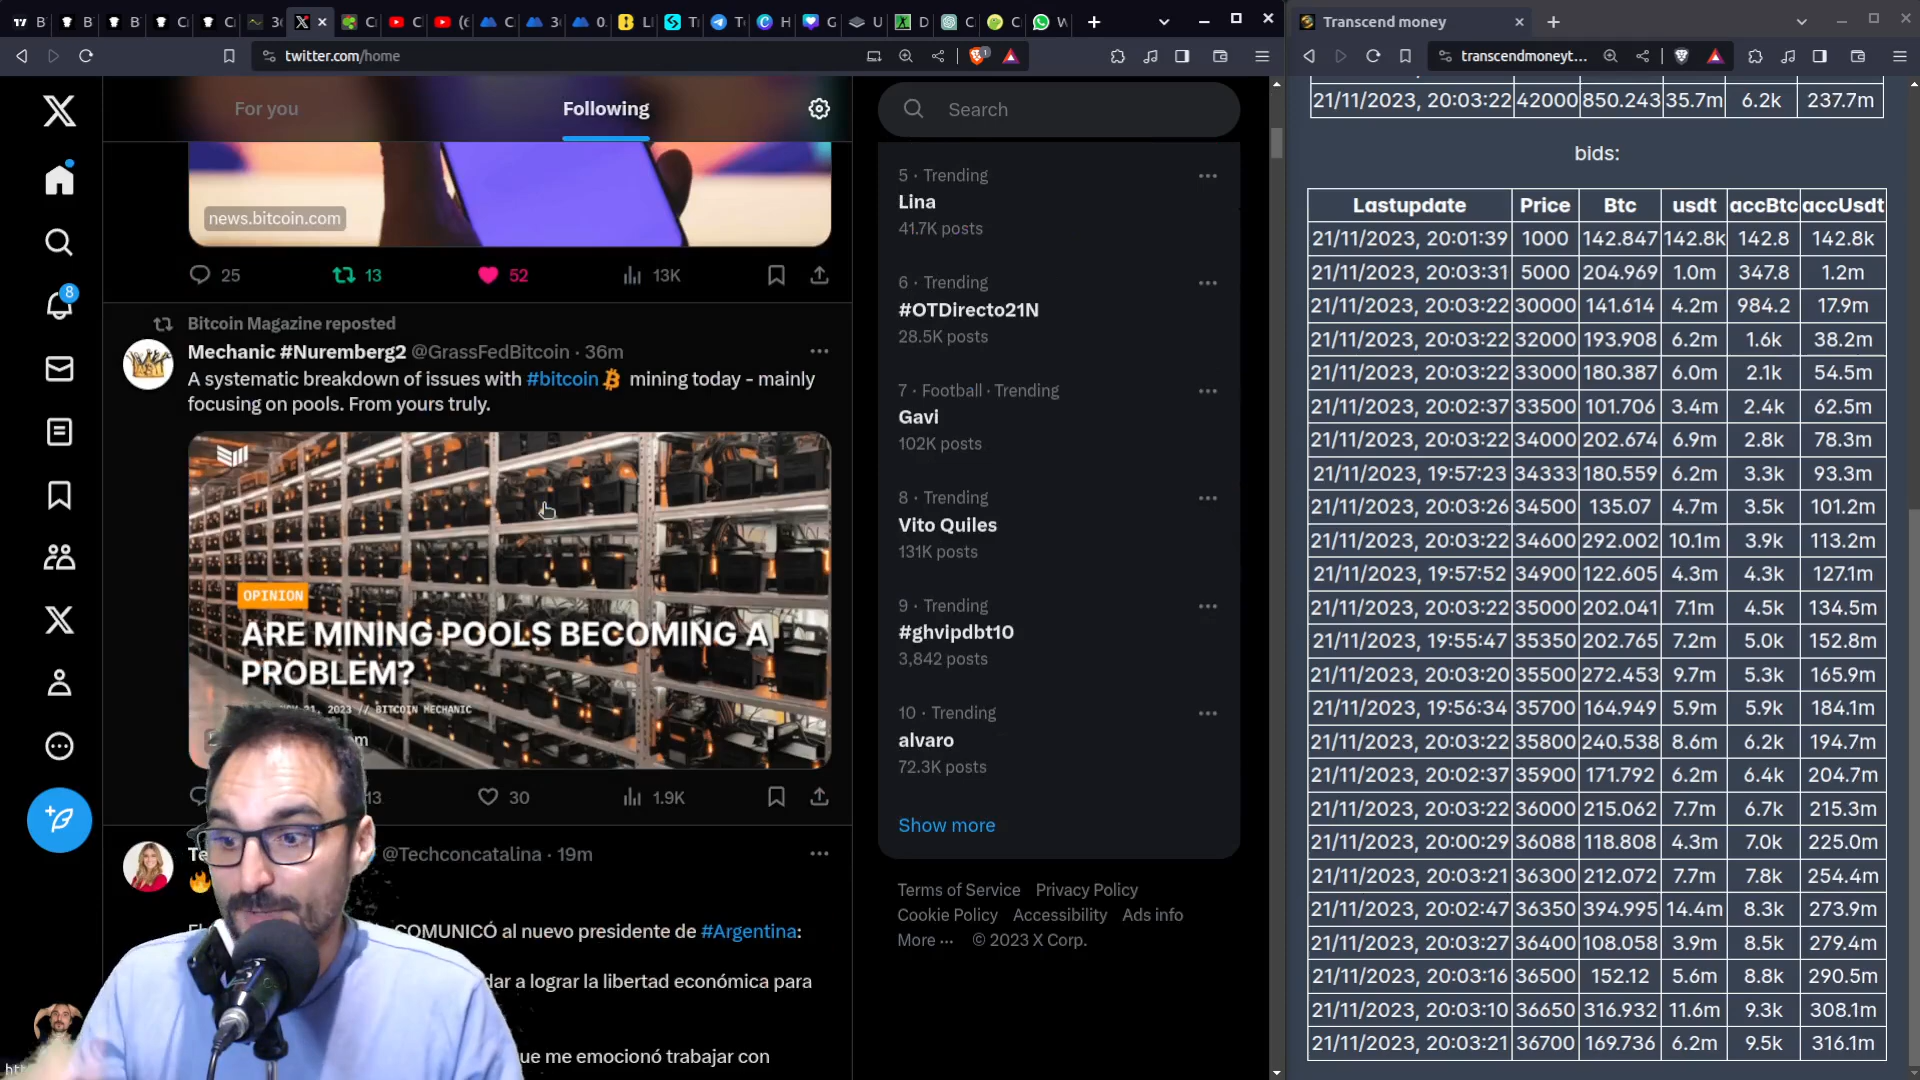 B
B
B
C
C
36
X
C
C
(6
C
36
0.
Ll
T
T
H
G
U
D
C
C
W
Transcend money
twitter.com/home
1
transcendmoneyt...
For you
Following
Search
news.bitcoin.com
25
13
52
13K
8
Bitcoin Magazine reposted
Mechanic #Nuremberg2 @GrassFedBitcoin · 36m
A systematic breakdown of issues with #bitcoin mining today - mainly
focusing on pools. From yours truly.
OPINION
ARE MINING POOLS BECOMING A
PROBLEM?
21, 2023 // BITCOIN MECHANIC
m
13
30
1.9K
Te
@Techconcatalina · 19m
COMUNICÓ al nuevo presidente de #Argentina:
dar a lograr la libertad económica para
ue me emocionó trabajar con
5 · Trending
Lina
41.7K posts
6 · Trending
#OTDirecto21N
28.5K posts
7 · Football · Trending
Gavi
102K posts
8 · Trending
Vito Quiles
131K posts
9 · Trending
#ghvipdbt10
3,842 posts
10 · Trending
alvaro
72.3K posts
Show more
Terms of Service Privacy Policy
Cookie Policy Accessibility Ads info
More ··· © 2023 X Corp.
21/11/2023, 20:03:22 42000 850.243 35.7m 6.2k 237.7m
bids:
Lastupdate Price Btc usdt accBtc accUsdt
21/11/2023, 20:01:39 1000 142.847 142.8k 142.8 142.8k
21/11/2023, 20:03:31 5000 204.969 1.0m 347.8 1.2m
21/11/2023, 20:03:22 30000 141.614 4.2m 984.2 17.9m
21/11/2023, 20:03:22 32000 193.908 6.2m 1.6k 38.2m
21/11/2023, 20:03:22 33000 180.387 6.0m 2.1k 54.5m
21/11/2023, 20:02:37 33500 101.706 3.4m 2.4k 62.5m
21/11/2023, 20:03:22 34000 202.674 6.9m 2.8k 78.3m
21/11/2023, 19:57:23 34333 180.559 6.2m 3.3k 93.3m
21/11/2023, 20:03:26 34500 135.07 4.7m 3.5k 101.2m
21/11/2023, 20:03:22 34600 292.002 10.1m 3.9k 113.2m
21/11/2023, 19:57:52 34900 122.605 4.3m 4.3k 127.1m
21/11/2023, 20:03:22 35000 202.041 7.1m 4.5k 134.5m
21/11/2023, 19:55:47 35350 202.765 7.2m 5.0k 152.8m
21/11/2023, 20:03:20 35500 272.453 9.7m 5.3k 165.9m
21/11/2023, 19:56:34 35700 164.949 5.9m 5.9k 184.1m
21/11/2023, 20:03:22 35800 240.538 8.6m 6.2k 194.7m
21/11/2023, 20:02:37 35900 171.792 6.2m 6.4k 204.7m
21/11/2023, 20:03:22 36000 215.062 7.7m 6.7k 215.3m
21/11/2023, 20:00:29 36088 118.808 4.3m 7.0k 225.0m
21/11/2023, 20:03:21 36300 212.072 7.7m 7.8k 254.4m
21/11/2023, 20:02:47 36350 394.995 14.4m 8.3k 273.9m
21/11/2023, 20:03:27 36400 108.058 3.9m 8.5k 279.4m
21/11/2023, 20:03:16 36500 152.12 5.6m 8.8k 290.5m
21/11/2023, 20:03:10 36650 316.932 11.6m 9.3k 308.1m
21/11/2023, 20:03:21 36700 169.736 6.2m 9.5k 316.1m